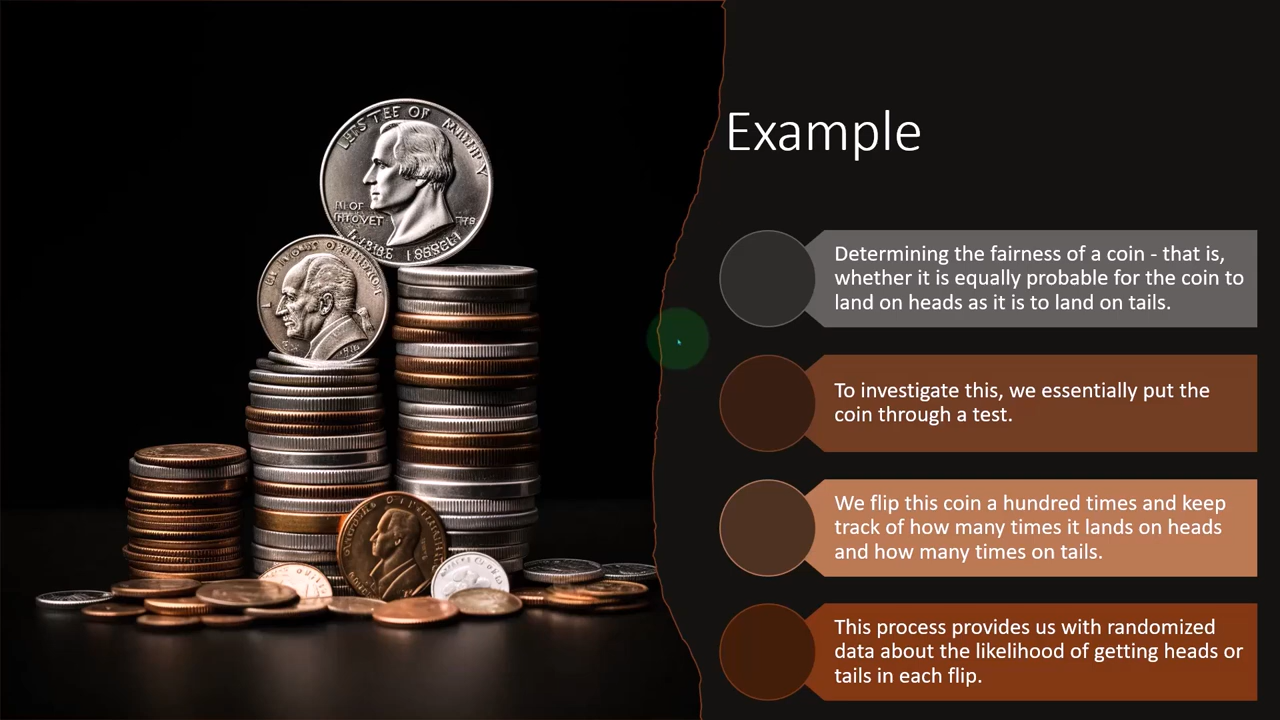 Example
Determining the fairness of a coin - that is,
whether it is equally probable for the coin to
land on heads as it is to land on tails.
To investigate this, we essentially put the
coin through a test.
We flip this coin a hundred times and keep
track of how many times it lands on heads
and how many times on tails.
This process provides us with randomized
data about the likelihood of getting heads or
tails in each flip.